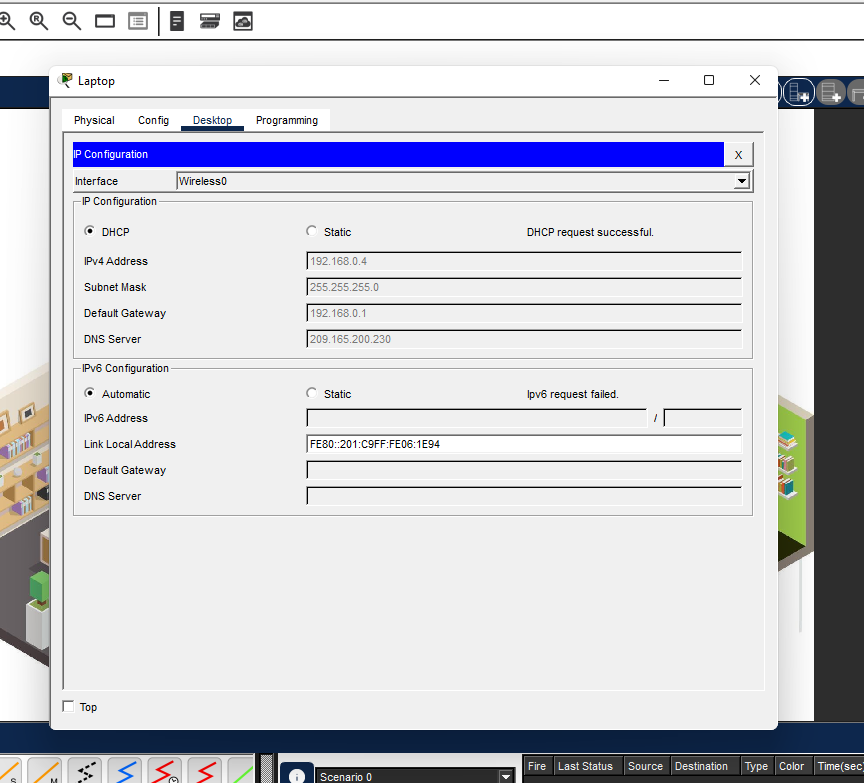 Laptop
Physical Config Desktop Programming
IP Configuration X
Interface Wireless0
IP Configuration
DHCP Static DHCP request successful.
IPv4 Address 192.168.0.4
Subnet Mask 255.255.255.0
Default Gateway 192.168.0.1
DNS Server 209.165.200.230
IPv6 Configuration
Automatic Static Ipv6 request failed.
IPv6 Address /
Link Local Address FE80::201:C9FF:FE06:1E94
Default Gateway
DNS Server
Top
Fire Last Status Source Destination Type Color Time(sec
Scenario 0
S M